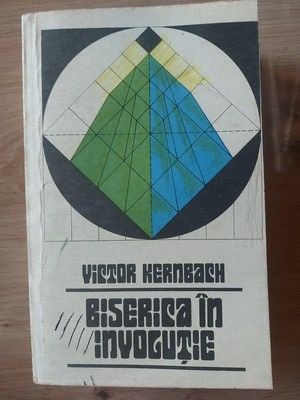 VICTOR KERNBACH
BISERICA ÎN
INVOLUȚIE